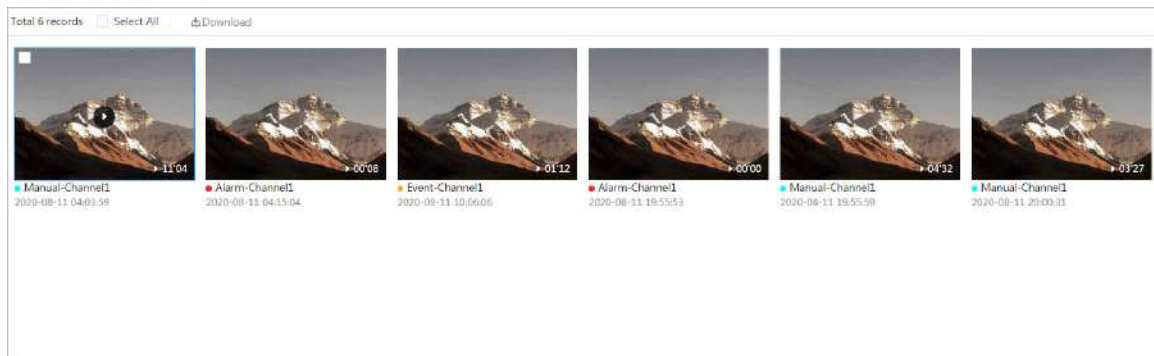 Total 6 records Select All Download
11'04 00'08 01'12 00'00 04'32 03'27
Manual-Channel1 Alarm-Channel1 Event-Channel1 Alarm-Channel1 Manual-Channel1 Manual-Channel1
2020-08-11 04:03:59 2020-08-11 04:15:04 2020-08-11 10:06:06 2020-08-11 19:55:53 2020-08-11 19:55:59 2020-08-11 20:00:31